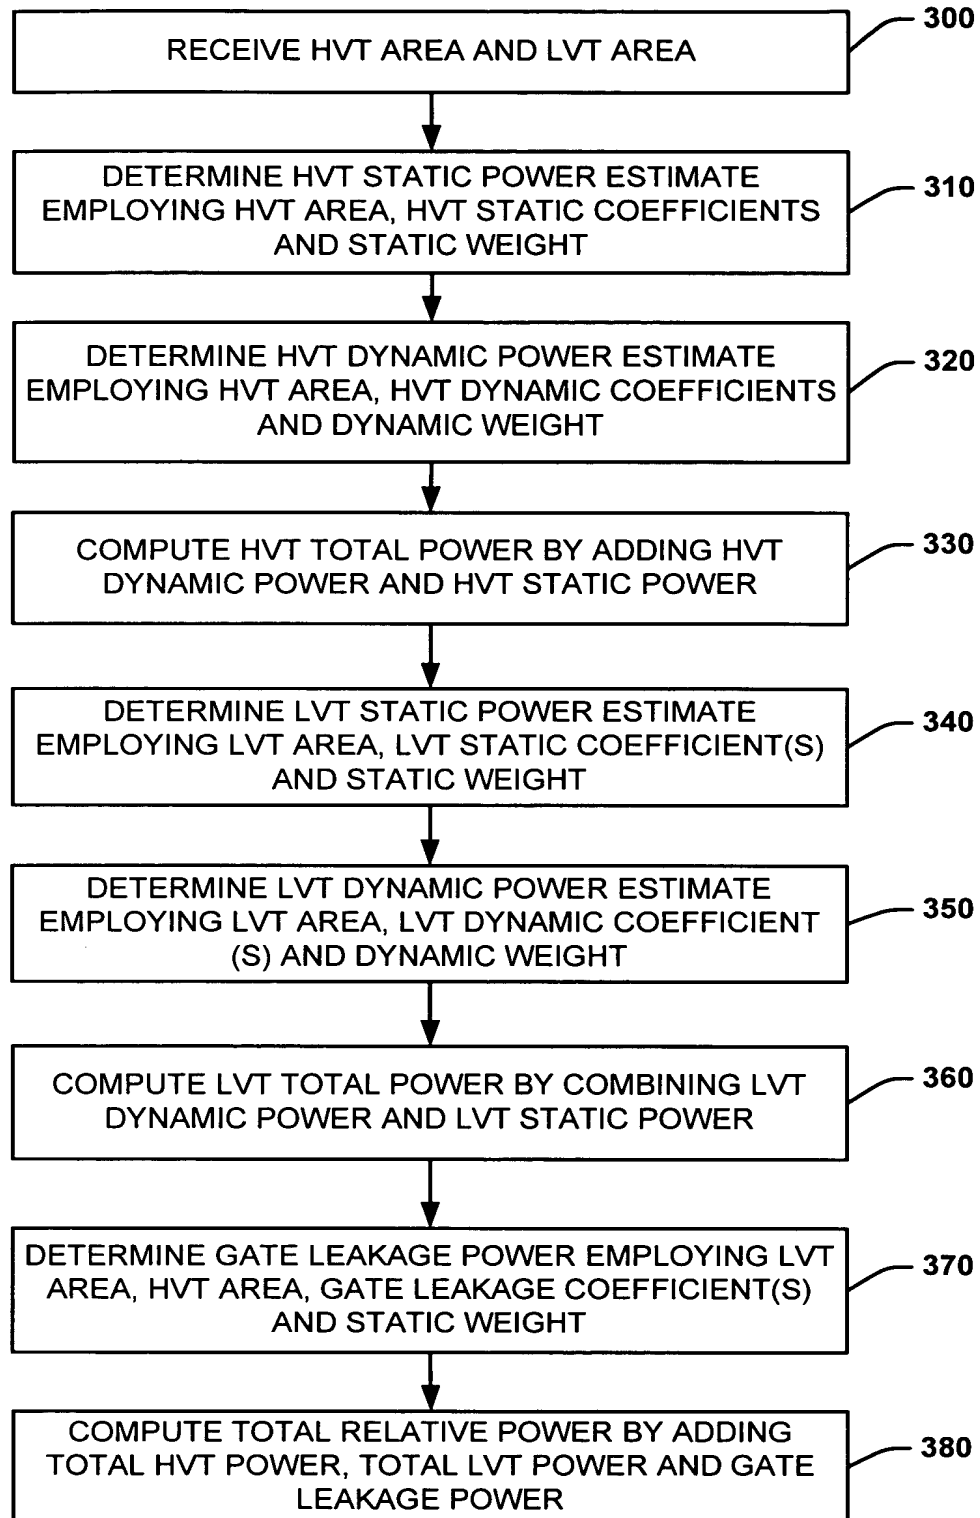 RECEIVE HVT AREA AND LVT AREA
300
DETERMINE HVT STATIC POWER ESTIMATE
EMPLOYING HVT AREA, HVT STATIC COEFFICIENTS
AND STATIC WEIGHT
310
DETERMINE HVT DYNAMIC POWER ESTIMATE
EMPLOYING HVT AREA, HVT DYNAMIC COEFFICIENTS
AND DYNAMIC WEIGHT
320
COMPUTE HVT TOTAL POWER BY ADDING HVT
DYNAMIC POWER AND HVT STATIC POWER
330
DETERMINE LVT STATIC POWER ESTIMATE
EMPLOYING LVT AREA, LVT STATIC COEFFICIENT(S)
AND STATIC WEIGHT
340
DETERMINE LVT DYNAMIC POWER ESTIMATE
EMPLOYING LVT AREA, LVT DYNAMIC COEFFICIENT
(S) AND DYNAMIC WEIGHT
350
COMPUTE LVT TOTAL POWER BY COMBINING LVT
DYNAMIC POWER AND LVT STATIC POWER
360
DETERMINE GATE LEAKAGE POWER EMPLOYING LVT
AREA, HVT AREA, GATE LEAKAGE COEFFICIENT(S)
AND STATIC WEIGHT
370
COMPUTE TOTAL RELATIVE POWER BY ADDING
TOTAL HVT POWER, TOTAL LVT POWER AND GATE
LEAKAGE POWER
380